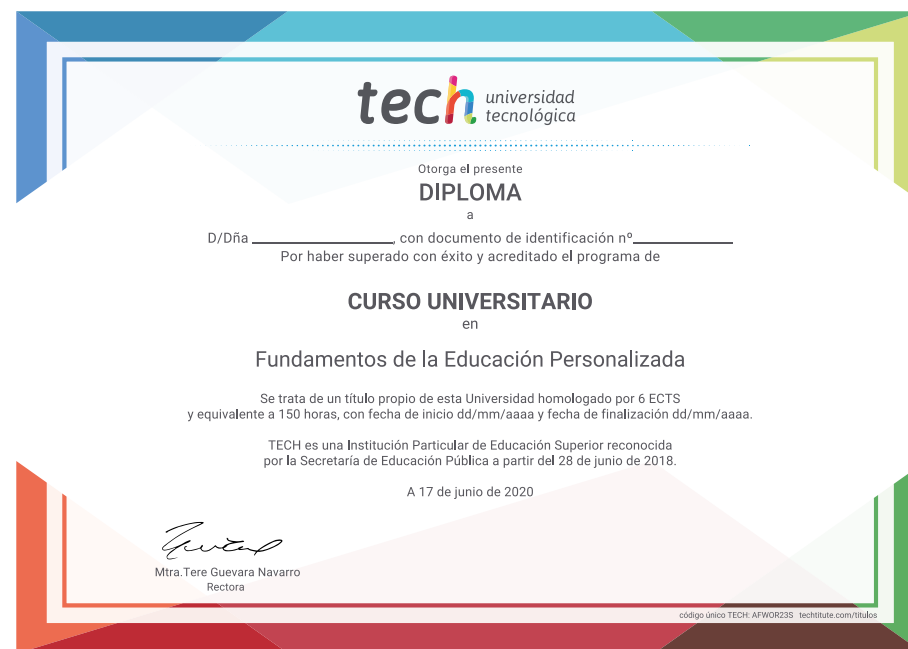 tech universidad
tecnológica
Otorga el presente
DIPLOMA
a
D/Dña ____________________, con documento de identificación nº______________
Por haber superado con éxito y acreditado el programa de
CURSO UNIVERSITARIO
en
Fundamentos de la Educación Personalizada
Se trata de un título propio de esta Universidad homologado por 6 ECTS
y equivalente a 150 horas, con fecha de inicio dd/mm/aaaa y fecha de finalización dd/mm/aaaa.
TECH es una Institución Particular de Educación Superior reconocida
por la Secretaría de Educación Pública a partir del 28 de junio de 2018.
A 17 de junio de 2020
Mtra.Tere Guevara Navarro
Rectora
código único TECH: AFWOR23S techtitute.com/titulos